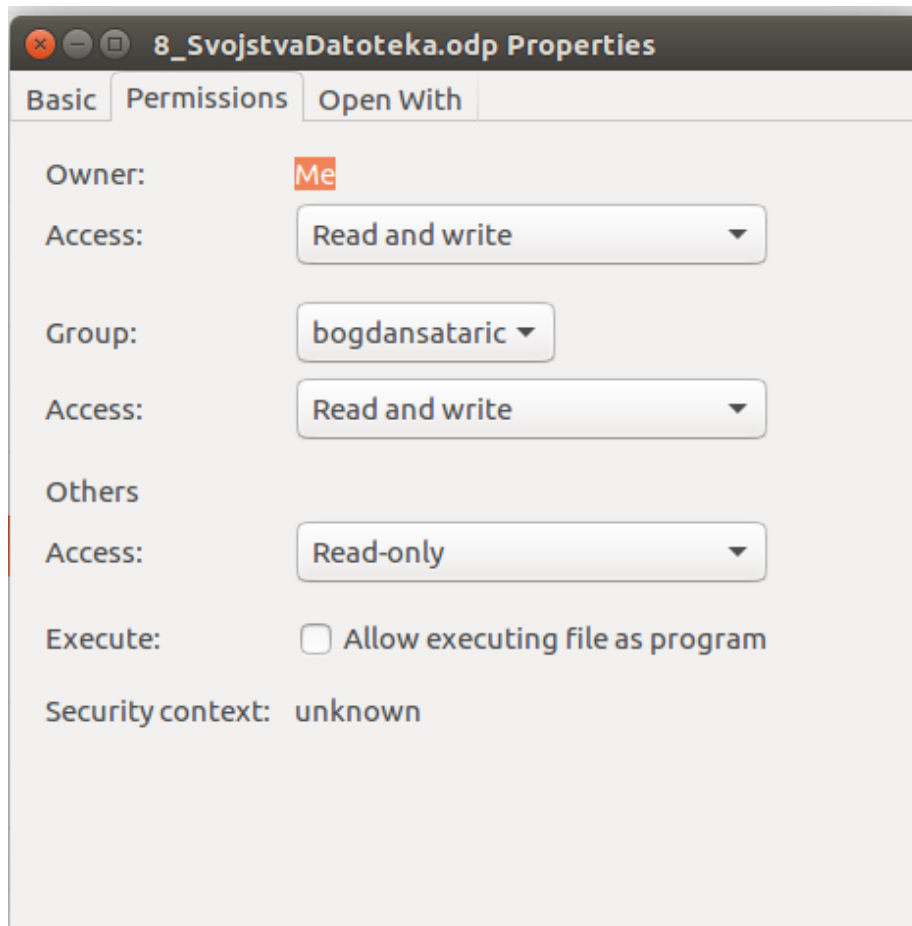 8_SvojstvaDatoteka.odp Properties
Basic Permissions Open With
Owner: Me
Access: Read and write
Group: bogdansataric
Access: Read and write
Others
Access: Read-only
Execute: Allow executing file as program
Security context: unknown